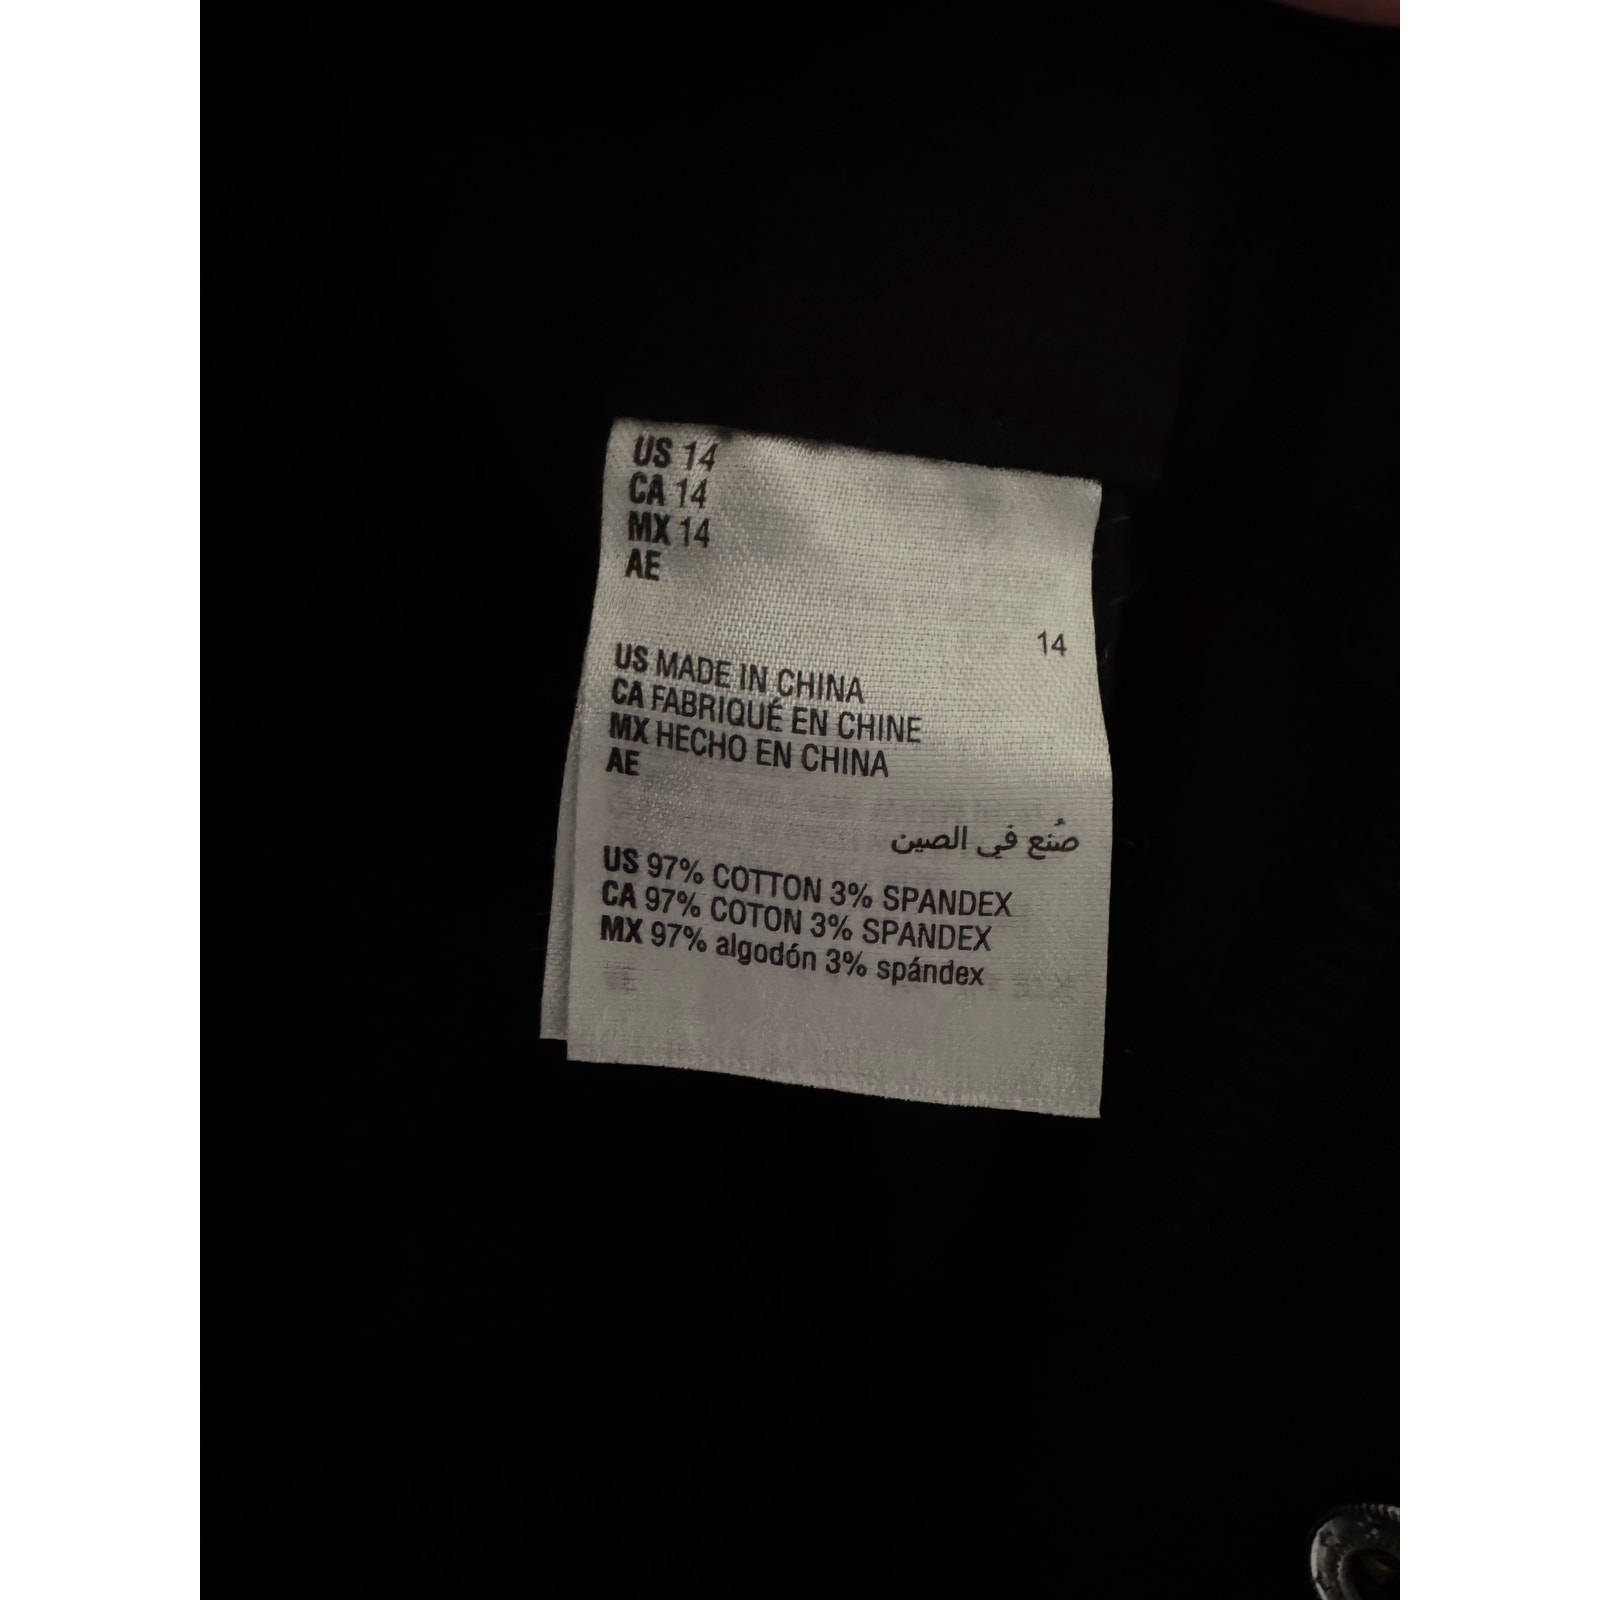 US 14
CA 14
MX 14
AE
14
US MADE IN CHINA
CA FABRIQUÉ EN CHINE
MX HECHO EN CHINA
AE
صُنع في الصين
US 97% COTTON 3% SPANDEX
CA 97% COTON 3% SPANDEX
MX 97% algodón 3% spándex